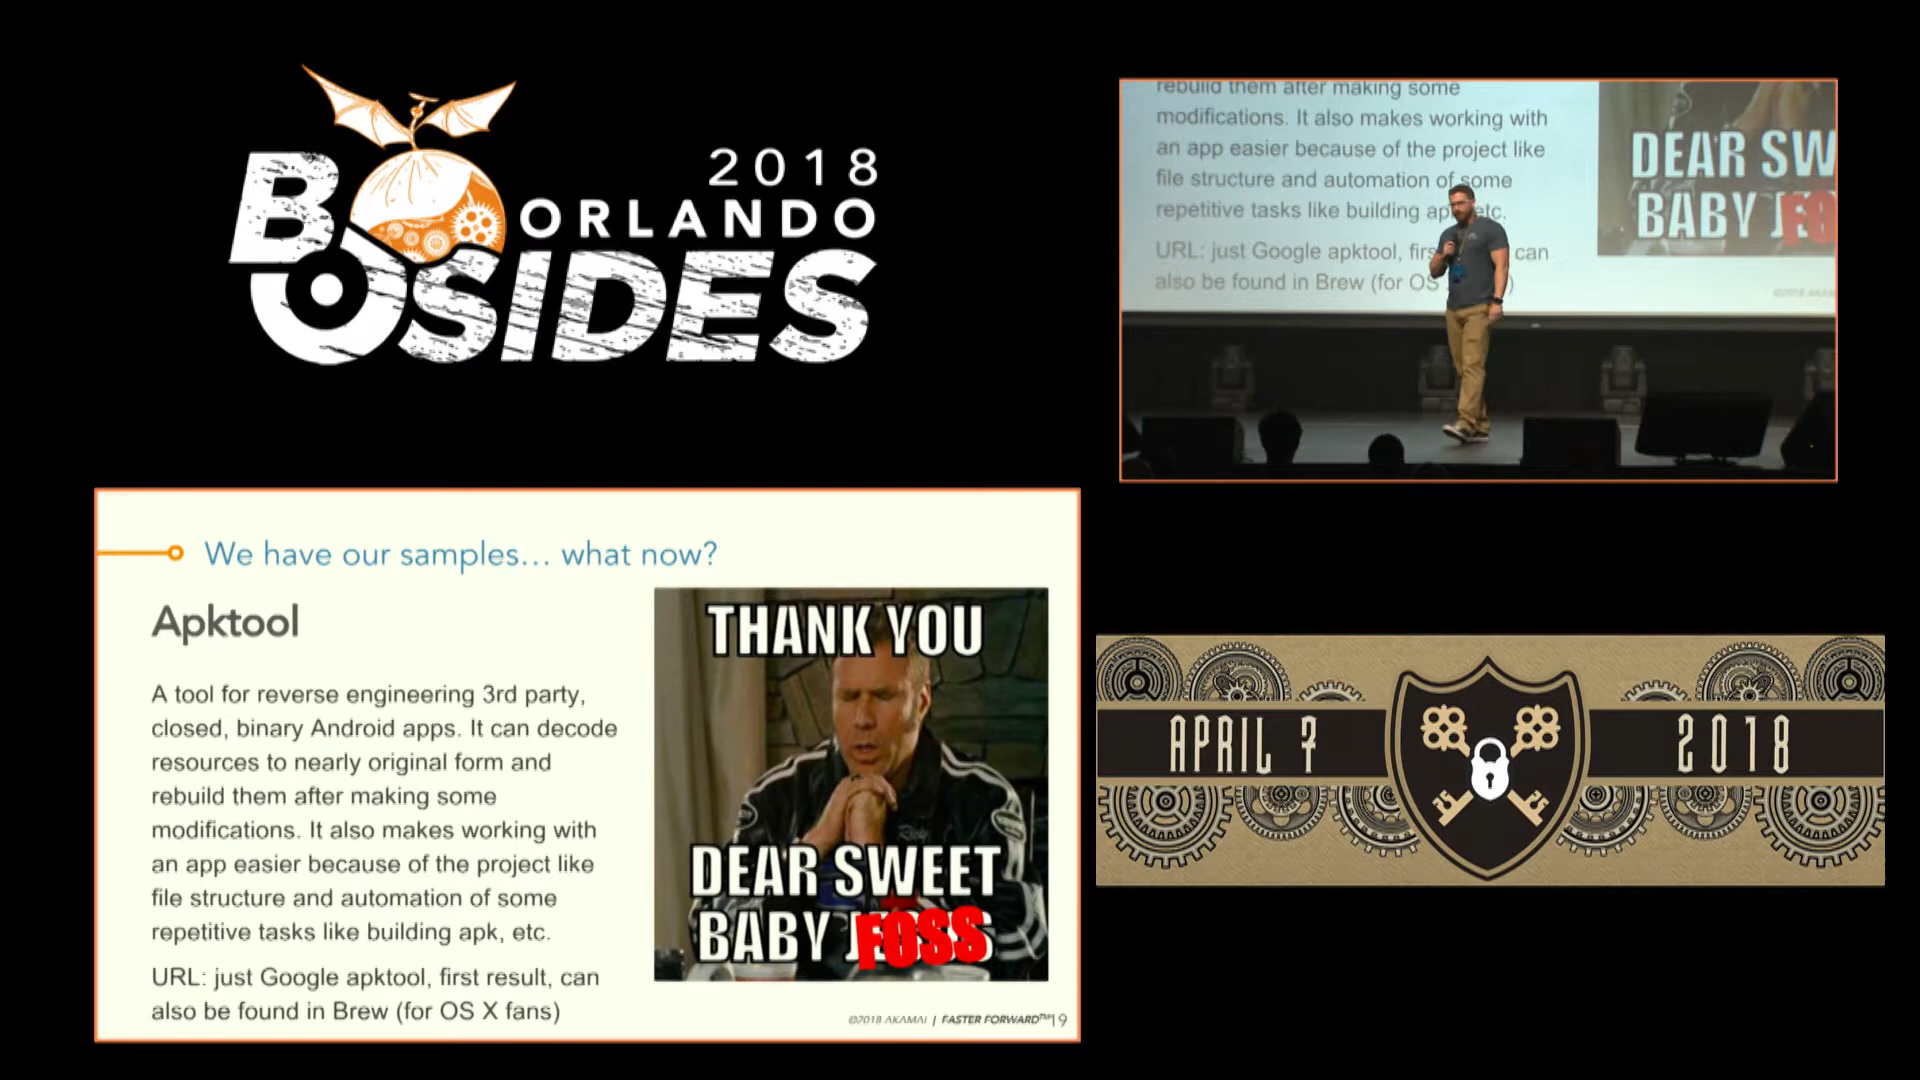 2018
ORLANDO
BSIDES
rebuild them after making some
modifications. It also makes working with
an app easier because of the project like
file structure and automation of some
repetitive tasks like building apk etc.
URL: just Google apktool, firs can
also be found in Brew (for OS )
DEAR SW
BABY JE FO
We have our samples... what now?
Apktool
A tool for reverse engineering 3rd party,
closed, binary Android apps. It can decode
resources to nearly original form and
rebuild them after making some
modifications. It also makes working with
an app easier because of the project like
file structure and automation of some
repetitive tasks like building apk, etc.
URL: just Google apktool, first result, can
also be found in Brew (for OS X fans)
THANK YOU
DEAR SWEET
BABY FOSS
©2018 AKAMAI | FASTER FORWARD™ 19
APRIL 7
2018